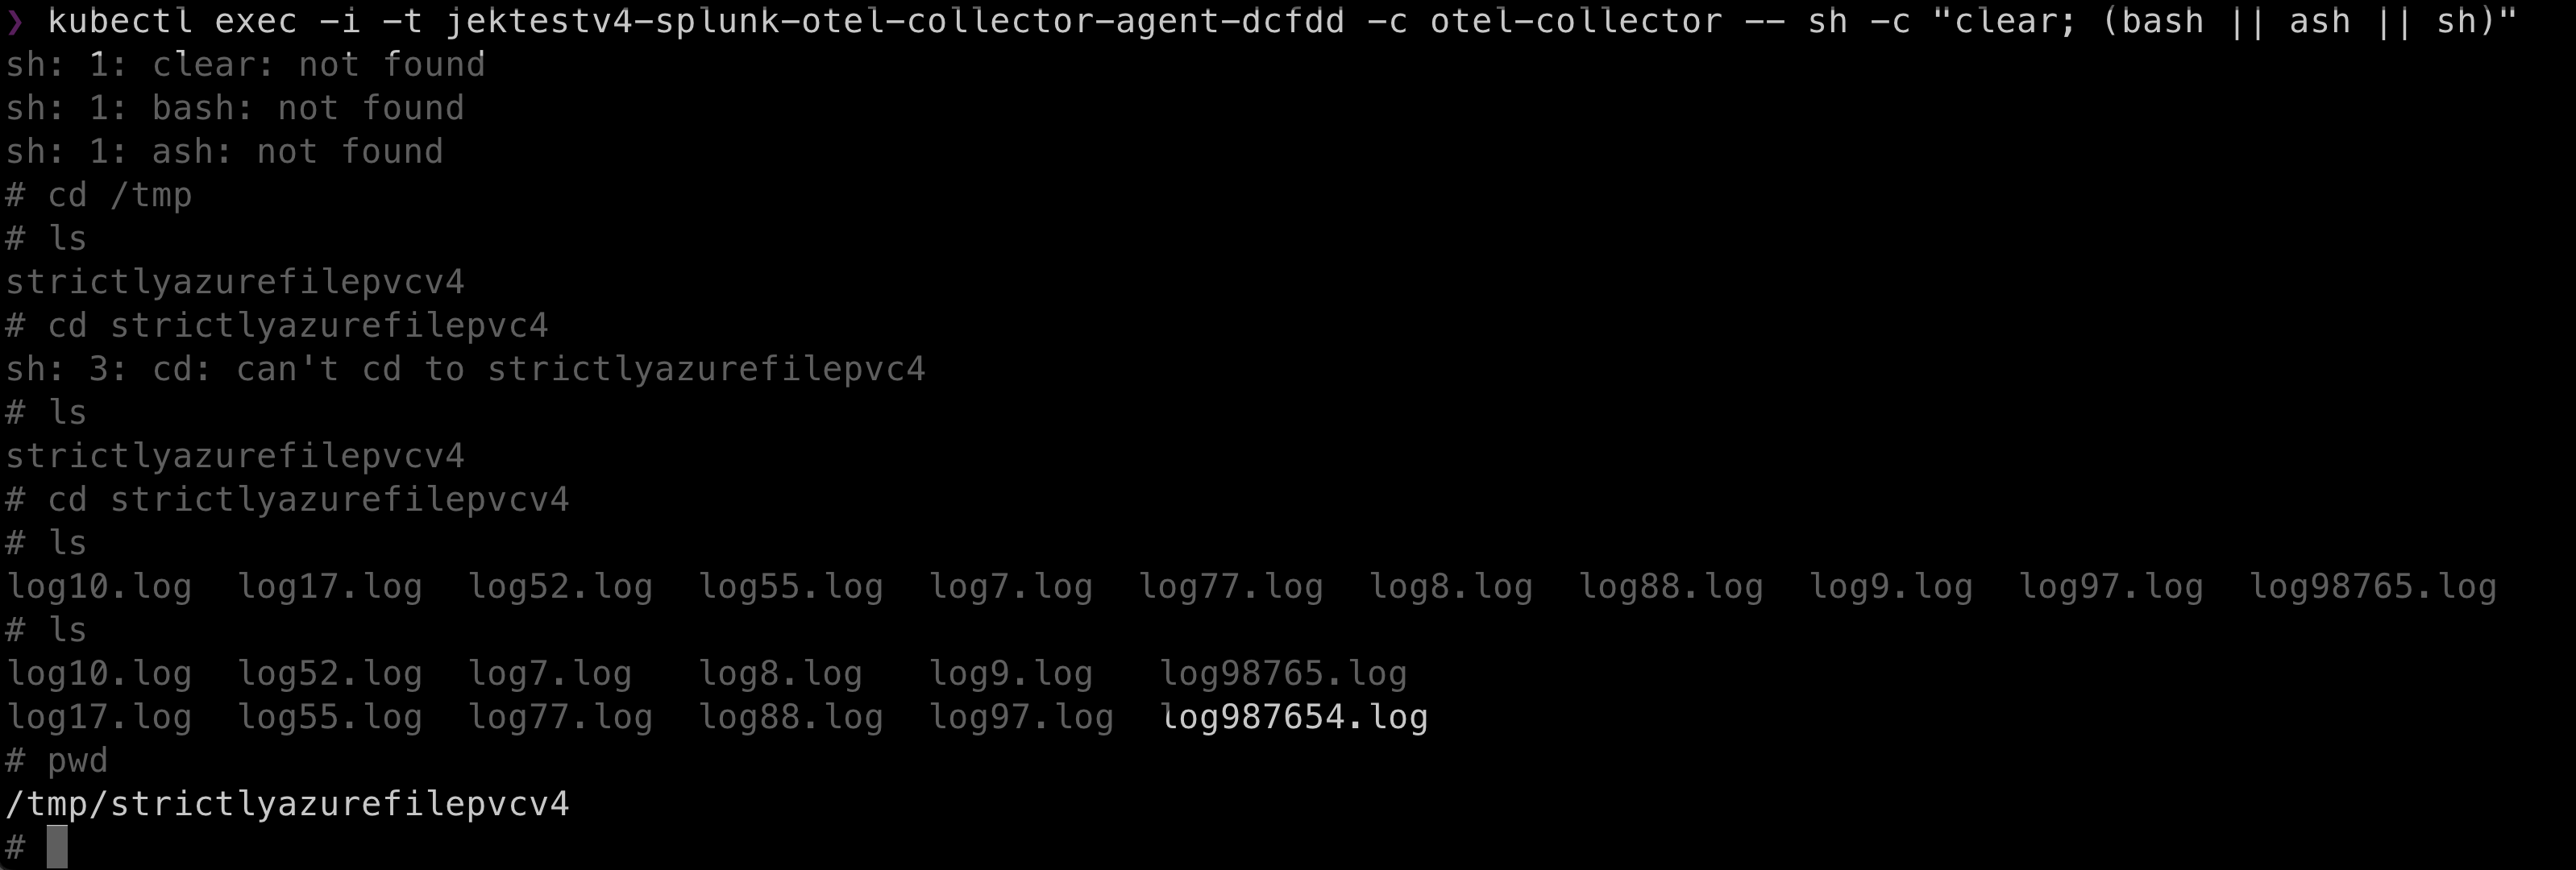 ❯ kubectl exec -i -t jektestv4-splunk-otel-collector-agent-dcfdd -c otel-collector -- sh -c "clear; (bash || ash || sh)"
sh: 1: clear: not found
sh: 1: bash: not found
sh: 1: ash: not found
# cd /tmp
# ls
strictlyazurefilepvcv4
# cd strictlyazurefilepvc4
sh: 3: cd: can't cd to strictlyazurefilepvc4
# ls
strictlyazurefilepvcv4
# cd strictlyazurefilepvcv4
# ls
log10.log  log17.log  log52.log  log55.log  log7.log  log77.log  log8.log  log88.log  log9.log  log97.log  log98765.log
# ls
log10.log  log52.log  log7.log   log8.log   log9.log   log98765.log
log17.log  log55.log  log77.log  log88.log  log97.log  log987654.log
# pwd
/tmp/strictlyazurefilepvcv4
#